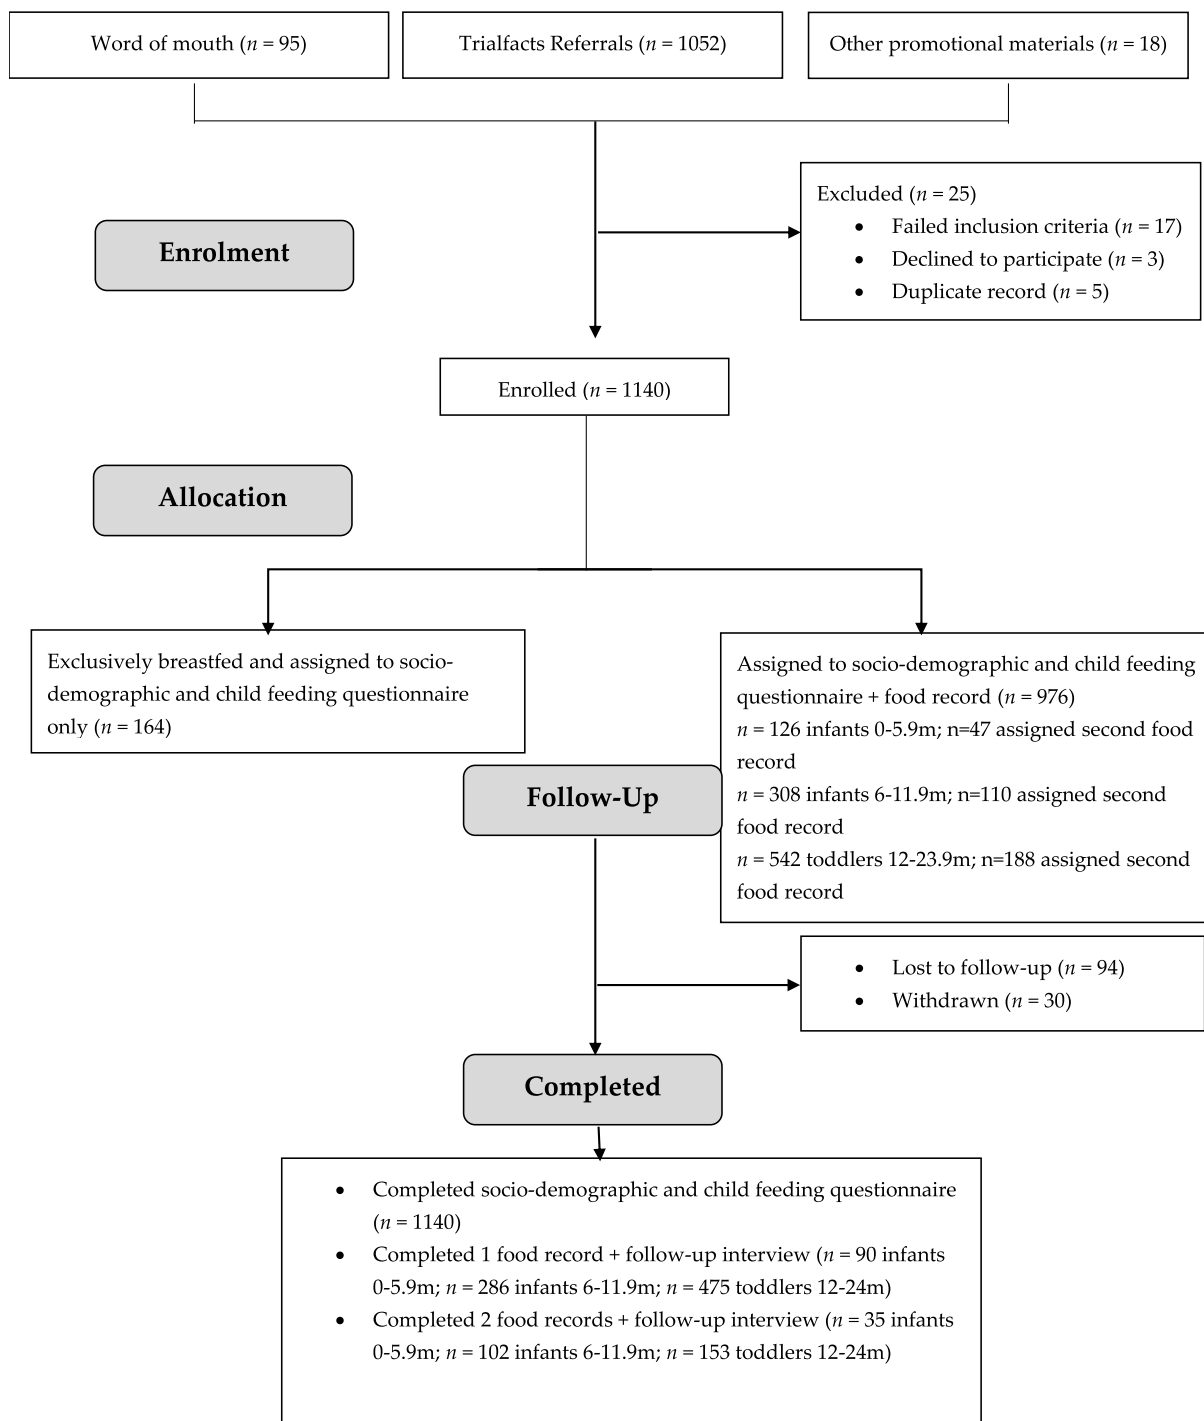 Word of mouth (n = 95)
Trialfacts Referrals (n = 1052)
Other promotional materials (n = 18)
Excluded (n = 25)
• Failed inclusion criteria (n = 17)
• Declined to participate (n = 3)
• Duplicate record (n = 5)
Enrolment
Enrolled (n = 1140)
Allocation
Exclusively breastfed and assigned to socio-
demographic and child feeding questionnaire
only (n = 164)
Assigned to socio-demographic and child feeding
questionnaire + food record (n = 976)
n = 126 infants 0-5.9m; n=47 assigned second food
record
n = 308 infants 6-11.9m; n=110 assigned second
food record
n = 542 toddlers 12-23.9m; n=188 assigned second
food record
Follow-Up
• Lost to follow-up (n = 94)
• Withdrawn (n = 30)
Completed
• Completed socio-demographic and child feeding questionnaire
(n = 1140)
• Completed 1 food record + follow-up interview (n = 90 infants
0-5.9m; n = 286 infants 6-11.9m; n = 475 toddlers 12-24m)
• Completed 2 food records + follow-up interview (n = 35 infants
0-5.9m; n = 102 infants 6-11.9m; n = 153 toddlers 12-24m)